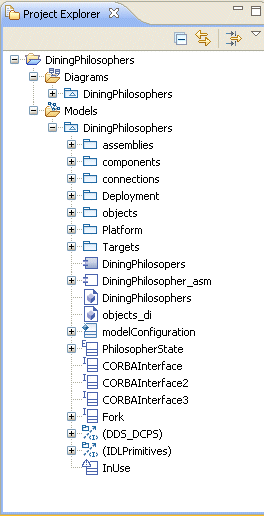 Project Explorer
DiningPhilosophers
Diagrams
DiningPhilosophers
Models
DiningPhilosophers
assemblies
components
connections
Deployment
objects
Platform
Targets
DiningPhilosopers
DiningPhilosopher_asm
DiningPhilosophers
objects_di
modelConfiguration
PhilosopherState
CORBAInterface
CORBAInterface2
CORBAInterface3
Fork
(DDS_DCPS)
(IDLPrimitives)
InUse